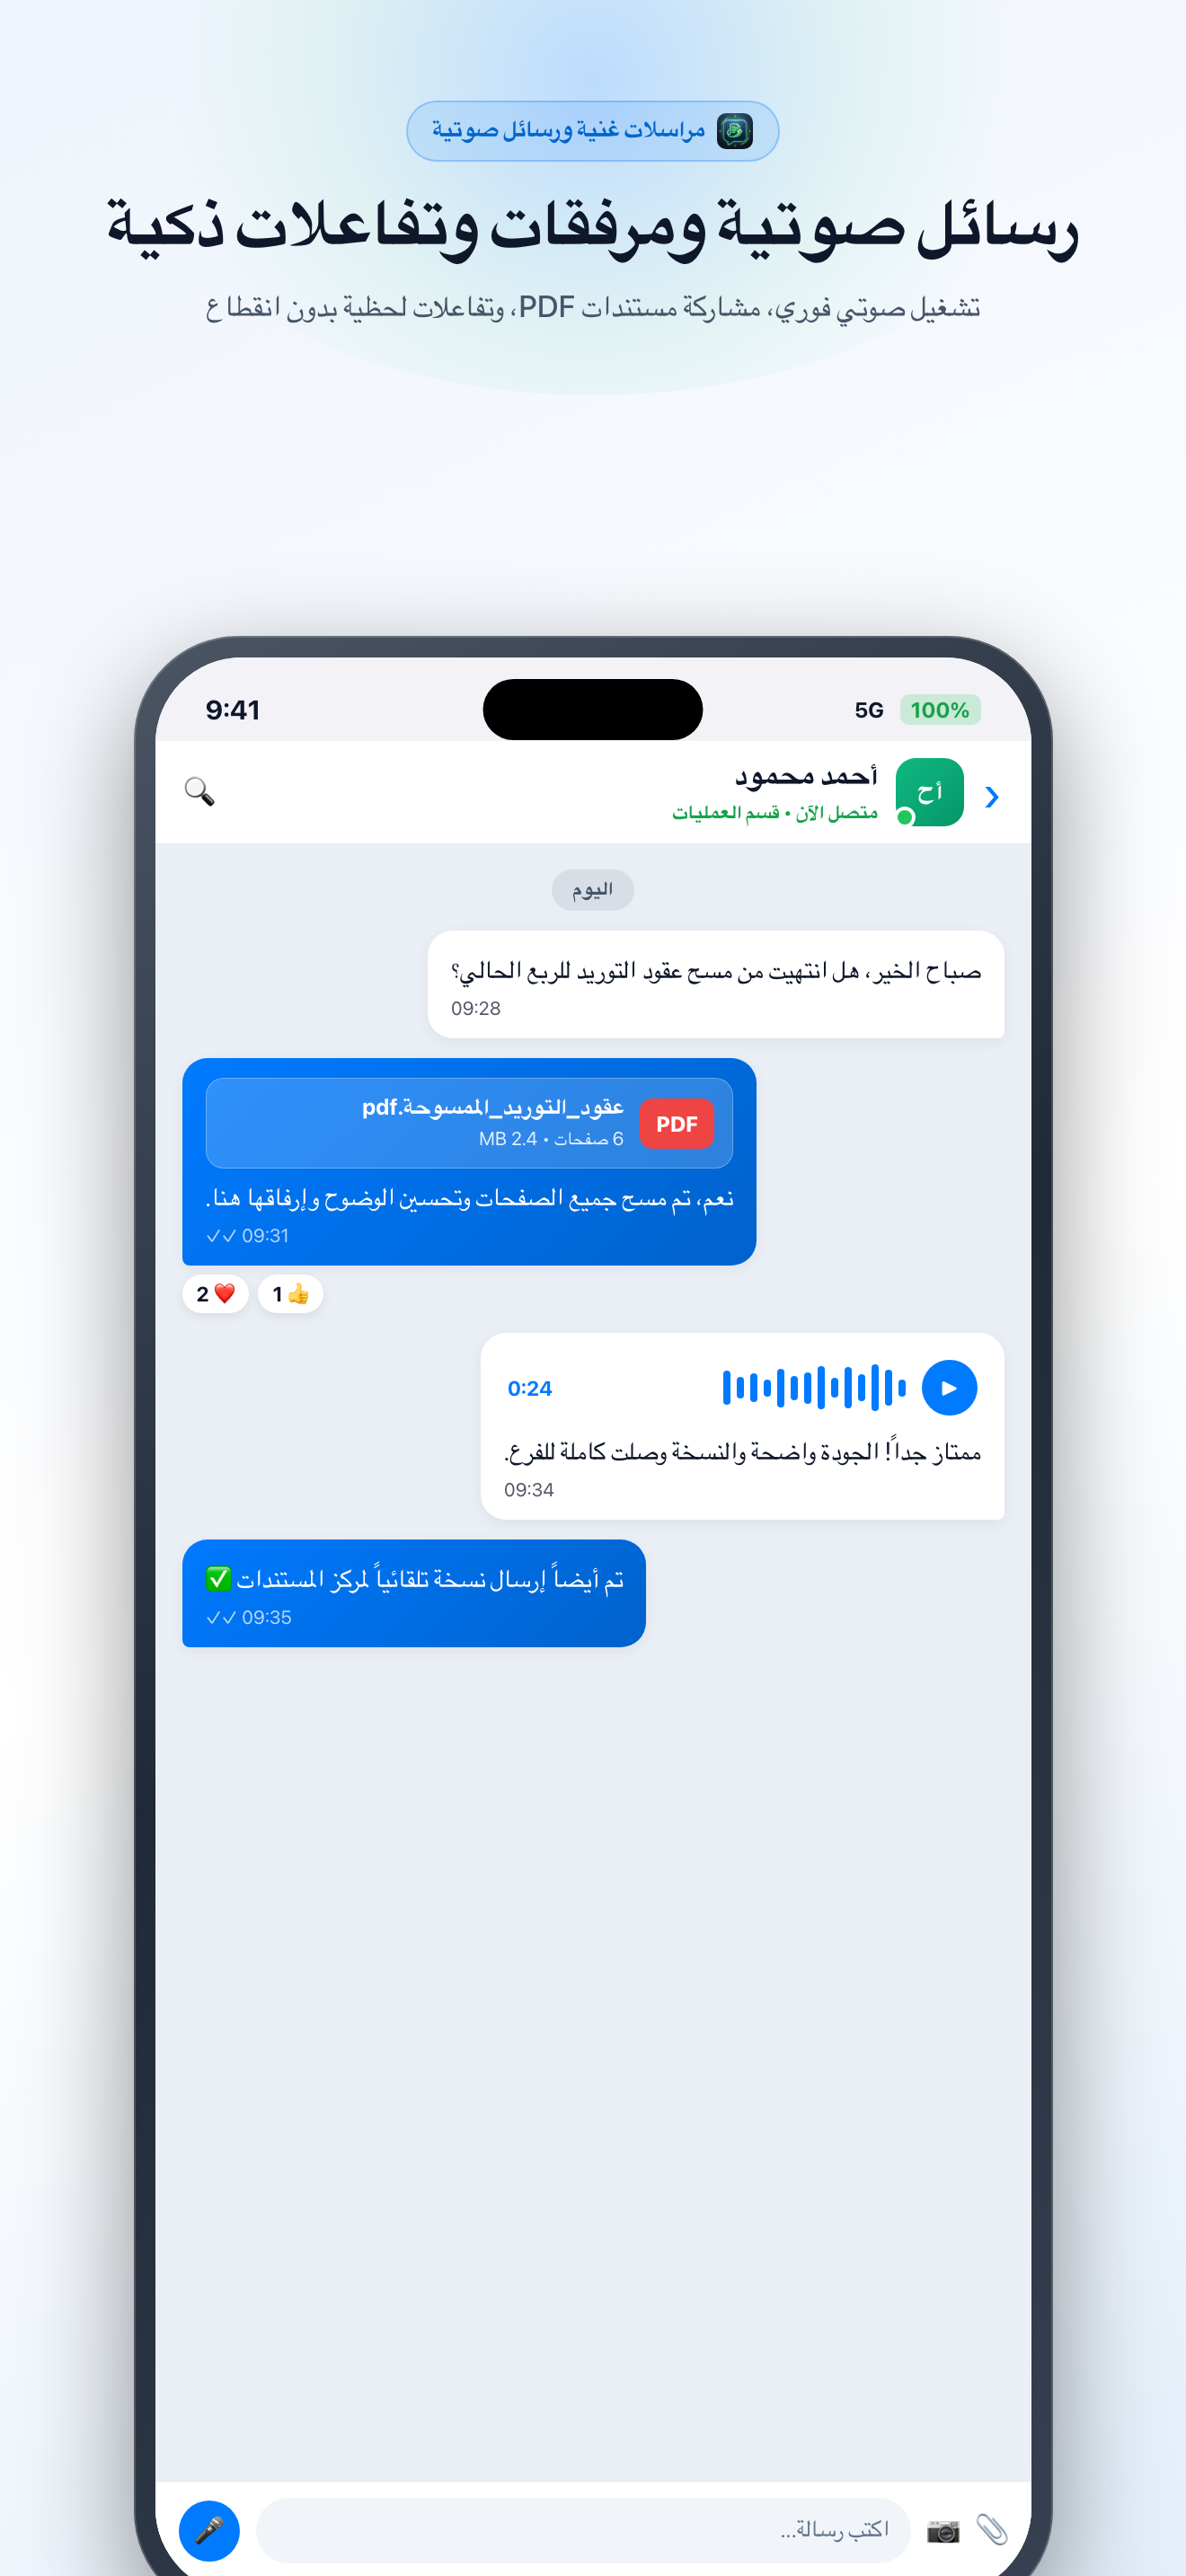 مراسلات غنية ورسائل صوتية
رسائل صوتية ومرفقات وتفاعلات ذكية
تشغيل صوتي فوري، مشاركة مستندات PDF، وتفاعلات لحظية بدون انقطاع
9:41
5G 100%
أح
أحمد محمود
متصل الآن • قسم العمليات
اليوم
صباح الخير، هل انتهيت من مسح عقود التوريد للربع الحالي؟
09:28
PDF
عقود_التوريد_الممسوحة.pdf
6 صفحات • 2.4 MB
نعم، تم مسح جميع الصفحات وتحسين الوضوح وإرفاقها هنا.
09:31 ✓✓
❤️ 2
👍 1
0:24
ممتاز جداً! الجودة واضحة والنسخة وصلت كاملة للفرع.
09:34
تم أيضاً إرسال نسخة تلقائياً لمركز المستندات ✅
09:35 ✓✓
اكتب رسالة...